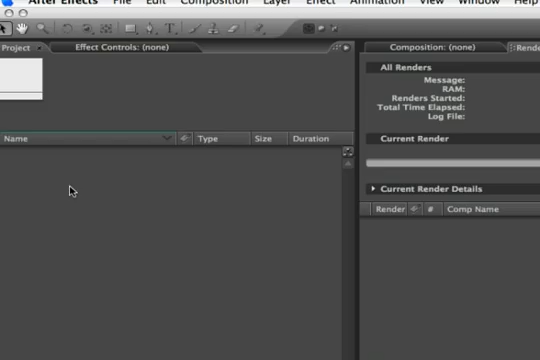 After Effects File Edit Composition Layer Effect Animation View Window Help
Project Effect Controls: (none)
Composition: (none) Rende
All Renders
Message:
RAM:
Renders Started:
Total Time Elapsed:
Log File:
Name Type Size Duration
Current Render
Current Render Details
Render # Comp Name